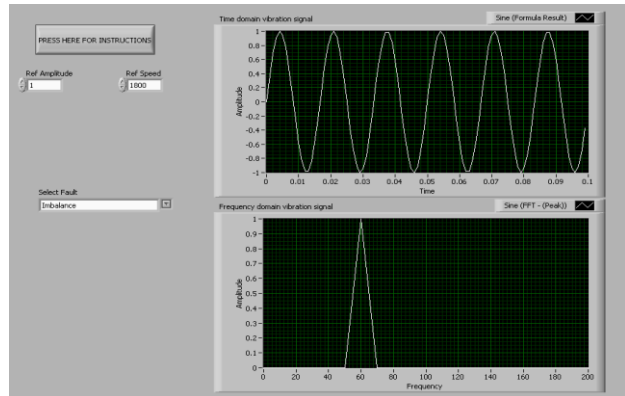 PRESS HERE FOR INSTRUCTIONS
Ref Amplitude
Ref Speed
1
1800
Select Fault
Imbalance
Time domain vibration signal
Sine (Formula Result)
Amplitude
1
0.8
0.6
0.4
0.2
0
-0.2
-0.4
-0.6
-0.8
-1
0 0.01 0.02 0.03 0.04 0.05 0.06 0.07 0.08 0.09 0.1
Time
Frequency domain vibration signal
Sine (FFT - (Peak))
Amplitude
1
0.9
0.8
0.7
0.6
0.5
0.4
0.3
0.2
0.1
0
0 20 40 60 80 100 120 140 160 180 200
Frequency